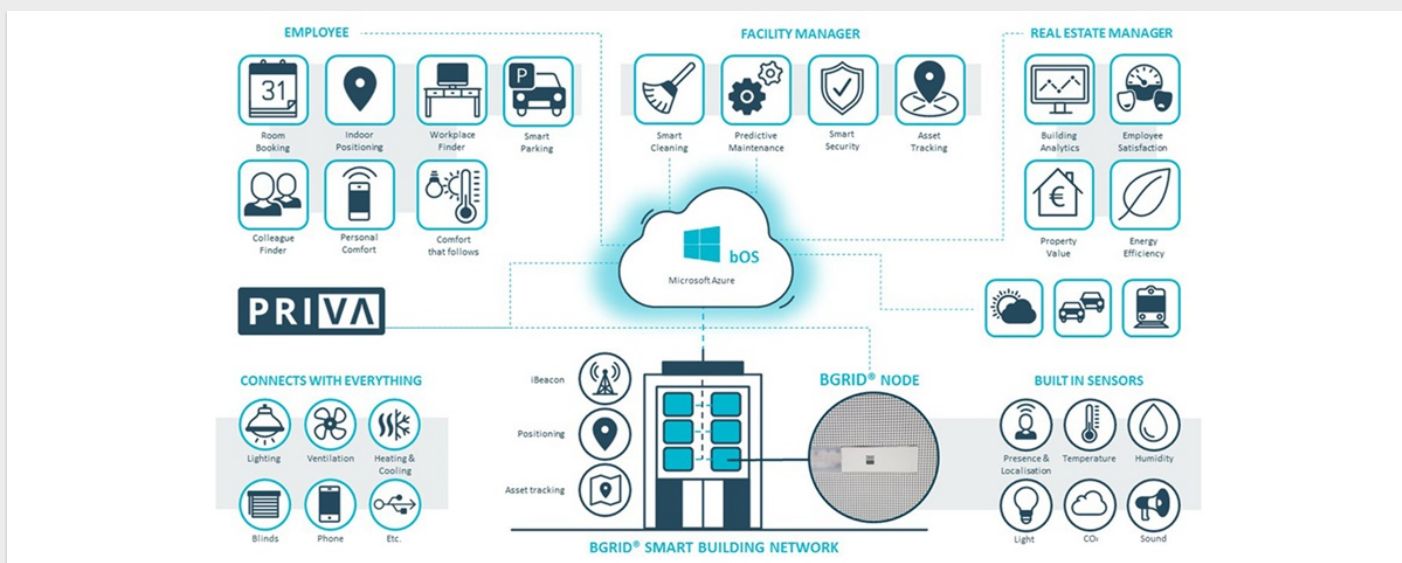 EMPLOYEE
FACILITY MANAGER
REAL ESTATE MANAGER
31
P
Room
Booking
Indoor
Positioning
Workplace
Finder
Smart
Parking
Smart
Cleaning
Predictive
Maintenance
Smart
Security
Asset
Tracking
Building
Analytics
Employee
Satisfaction
€
Colleague
Finder
Personal
Comfort
Comfort
that follows
Property
Value
Energy
Efficiency
bOS
Microsoft Azure
PRIVA
CONNECTS WITH EVERYTHING
Lighting
Ventilation
Heating &
Cooling
Blinds
Phone
Etc.
iBeacon
Positioning
Asset tracking
BGRID® NODE
BUILT IN SENSORS
Presence &
Localisation
Temperature
Humidity
Light
CO₂
Sound
BGRID® SMART BUILDING NETWORK